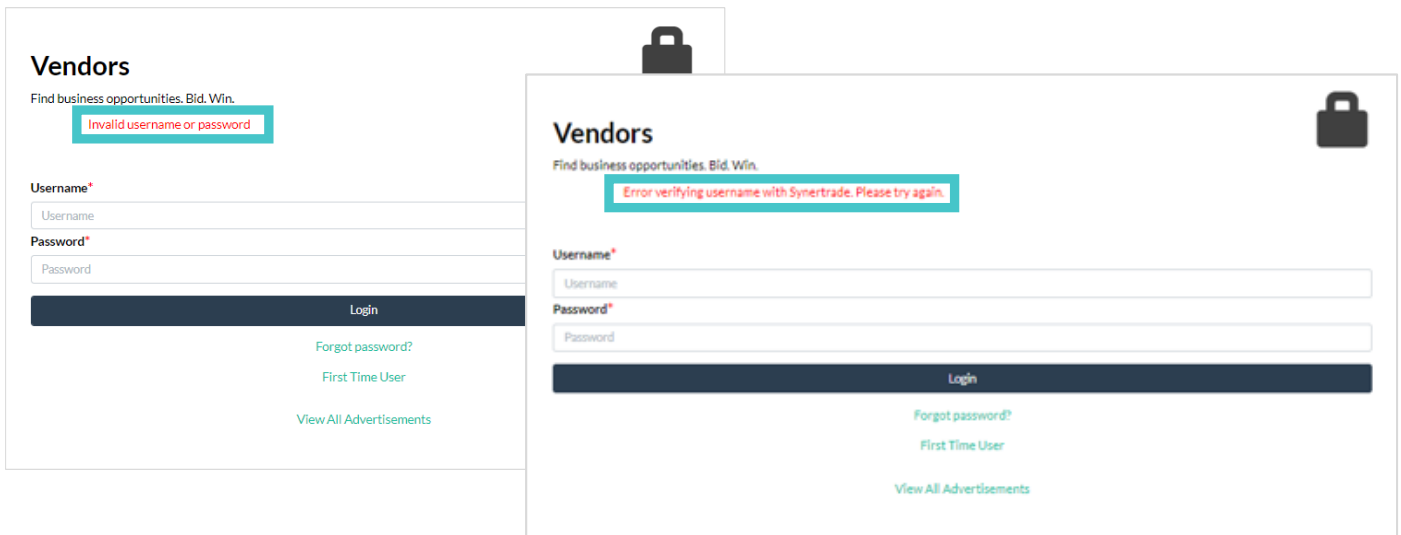 Vendors
Find business opportunities. Bid. Win.
Invalid username or password
Username*
Username
Password*
Password
Login
Forgot password?
First Time User
View All Advertisements
Vendors
Find business opportunities. Bid. Win.
Error verifying username with Synertrade. Please try again.
Username*
Username
Password*
Password
Login
Forgot password?
First Time User
View All Advertisements